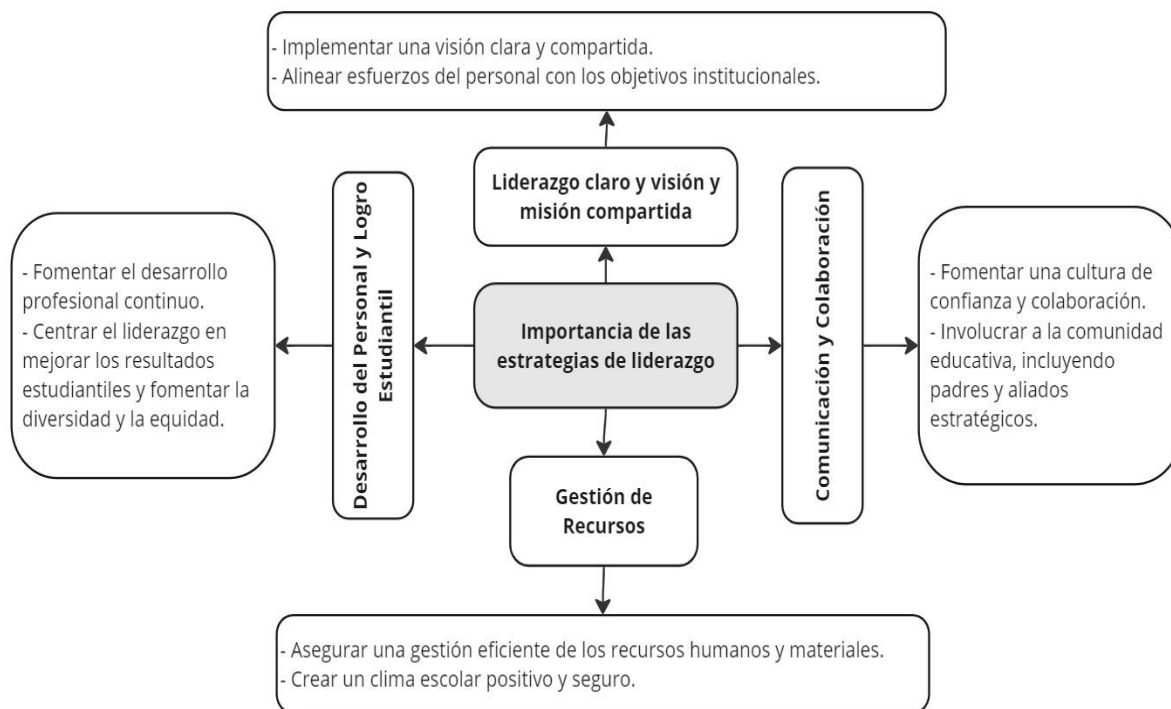 - Implementar una visión clara y compartida.
- Alinear esfuerzos del personal con los objetivos institucionales.
Liderazgo claro y visión y
misión compartida
Desarrollo del Personal y Logro
Estudiantil
- Fomentar el desarrollo
profesional continuo.
- Centrar el liderazgo en
mejorar los resultados
estudiantiles y fomentar la
diversidad y la equidad.
Importancia de las
estrategias de liderazgo
Comunicación y Colaboración
- Fomentar una cultura de
confianza y colaboración.
- Involucrar a la comunidad
educativa, incluyendo
padres y aliados
estratégicos.
Gestión de
Recursos
- Asegurar una gestión eficiente de los recursos humanos y materiales.
- Crear un clima escolar positivo y seguro.